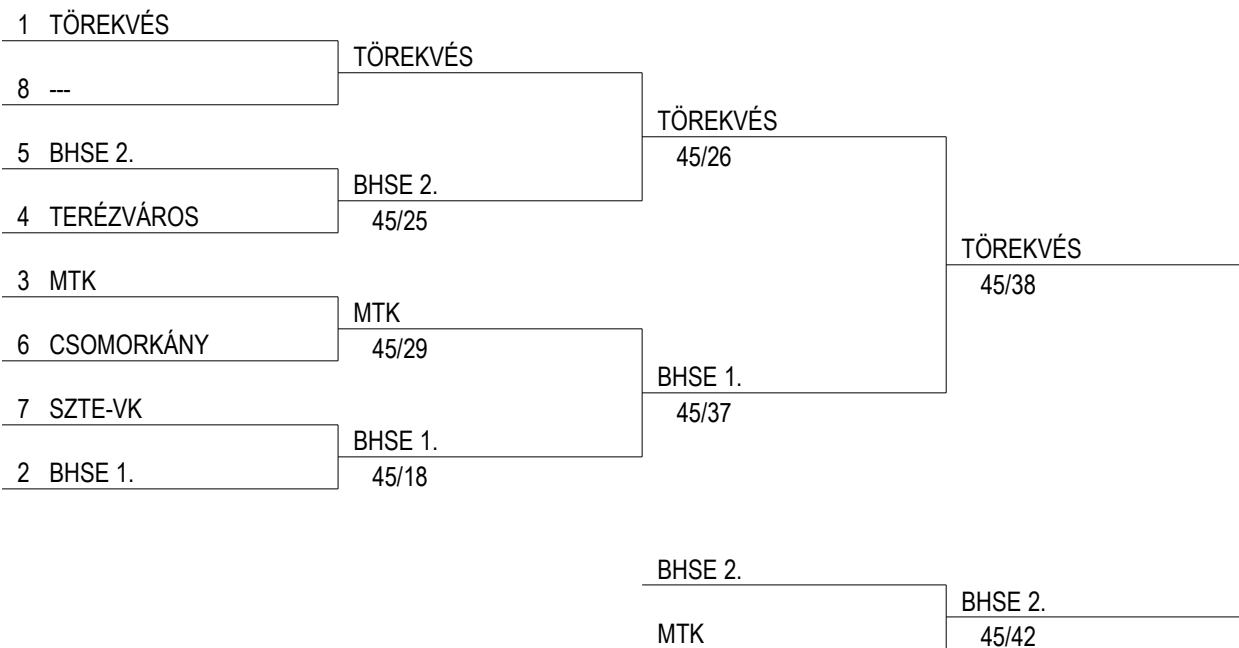 1 TÖREKVÉS
TÖREKVÉS
8 ---
TÖREKVÉS
45/26
5 BHSE 2.
BHSE 2.
45/25
4 TERÉZVÁROS
TÖREKVÉS
45/38
3 MTK
MTK
45/29
6 CSOMORKÁNY
BHSE 1.
45/37
7 SZTE-VK
BHSE 1.
45/18
2 BHSE 1.
BHSE 2.
BHSE 2.
45/42
MTK